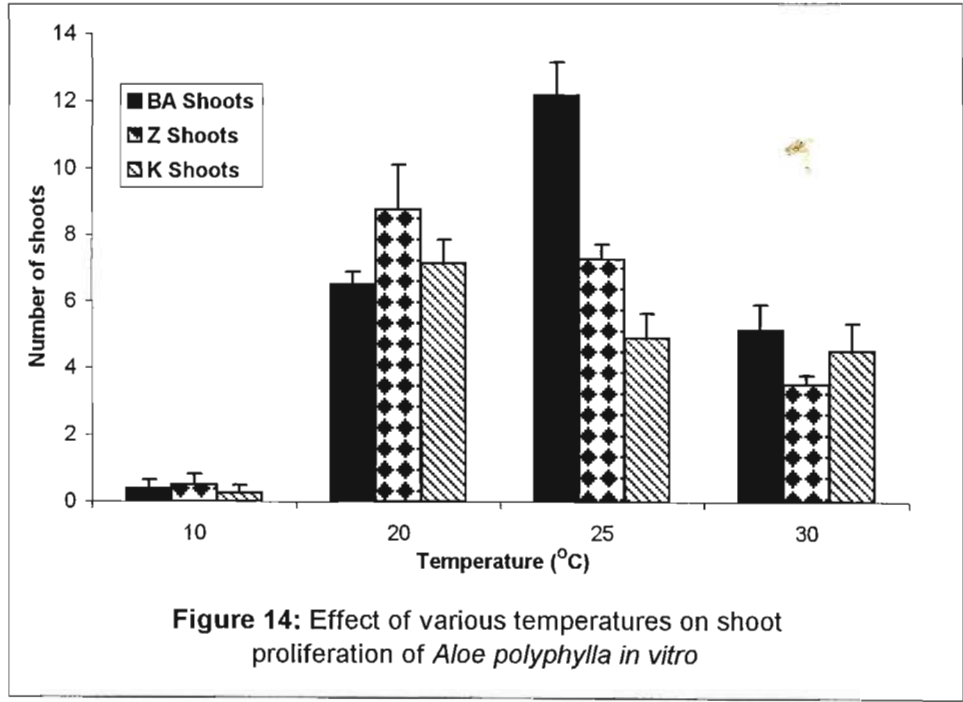 14
12
10
8
6
4
2
0
Number of shoots
BA Shoots
Z Shoots
K Shoots
10 20 25 30
Temperature (°C)
Figure 14: Effect of various temperatures on shoot
proliferation of Aloe polyphylla in vitro